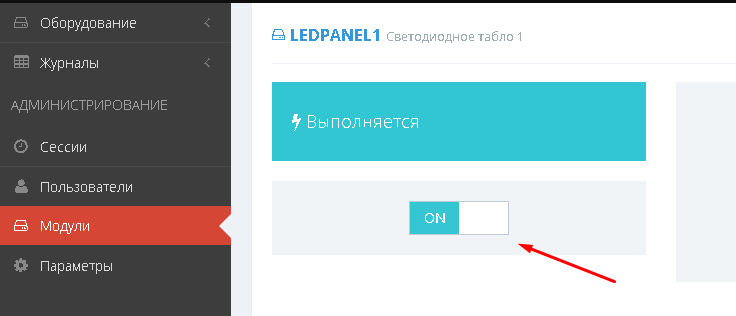 Оборудование
Журналы
АДМИНИСТРИРОВАНИЕ
Сессии
Пользователи
Модули
Параметры
LEDPANEL1 Светодиодное табло 1
Выполняется
ON